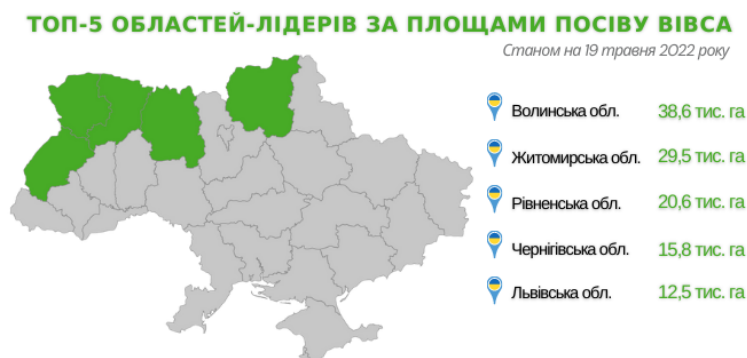 ТОП-5 ОБЛАСТЕЙ-ЛІДЕРІВ ЗА ПЛОЩАМИ ПОСІВУ ВІВСА
Станом на 19 травня 2022 року
Волинська обл. 38,6 тис. га
Житомирська обл. 29,5 тис. га
Рівненська обл. 20,6 тис. га
Чернігівська обл. 15,8 тис. га
Львівська обл. 12,5 тис. га